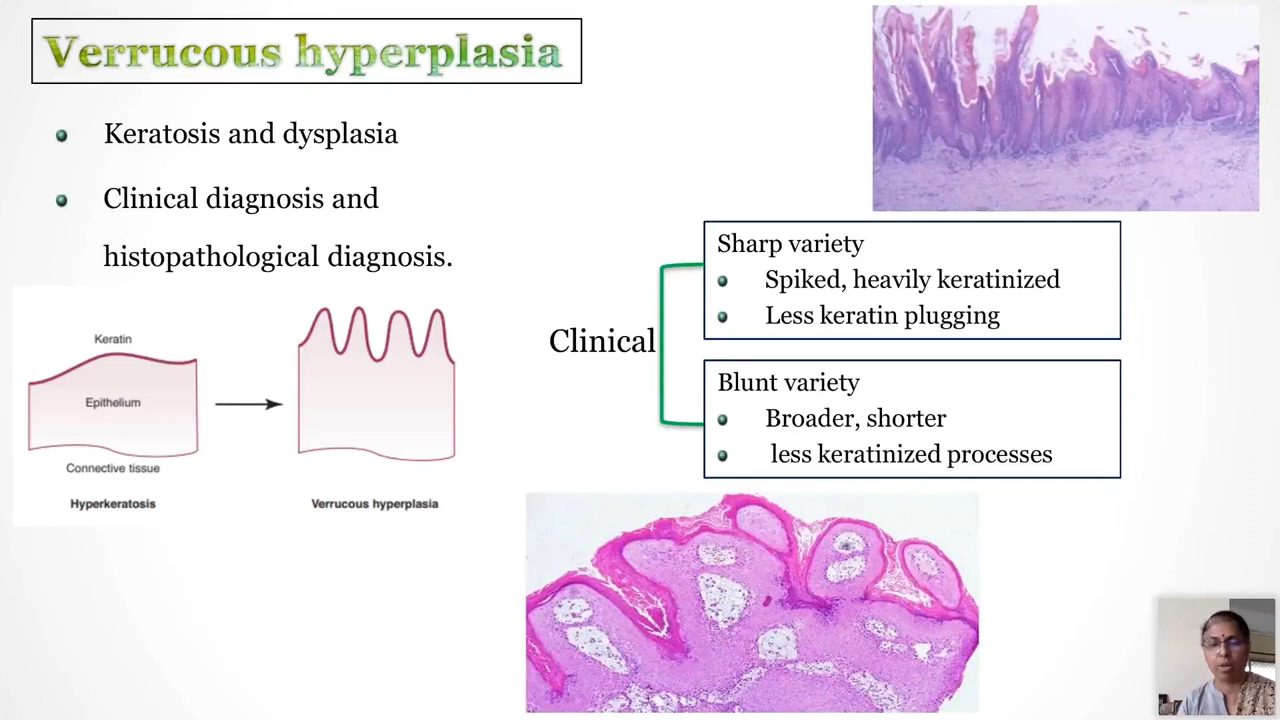 Verrucous hyperplasia
Keratosis and dysplasia
Clinical diagnosis and
histopathological diagnosis.
Keratin
Epithelium
Connective tissue
Hyperkeratosis
Verrucous hyperplasia
Clinical
Sharp variety
Spiked, heavily keratinized
Less keratin plugging
Blunt variety
Broader, shorter
less keratinized processes